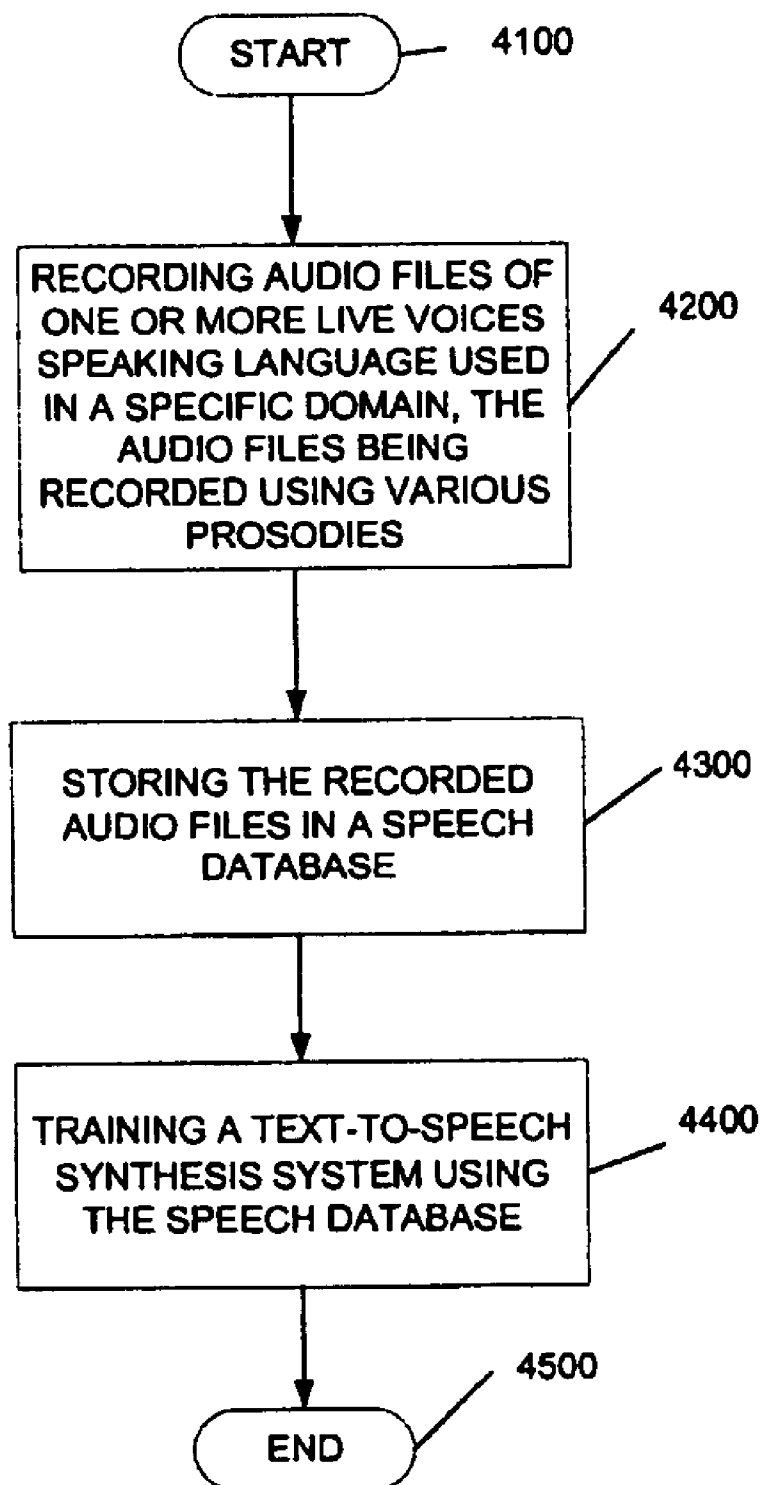 START
4100
RECORDING AUDIO FILES OF
ONE OR MORE LIVE VOICES
SPEAKING LANGUAGE USED
IN A SPECIFIC DOMAIN, THE
AUDIO FILES BEING
RECORDED USING VARIOUS
PROSODIES
4200
STORING THE RECORDED
AUDIO FILES IN A SPEECH
DATABASE
4300
TRAINING A TEXT-TO-SPEECH
SYNTHESIS SYSTEM USING
THE SPEECH DATABASE
4400
END
4500